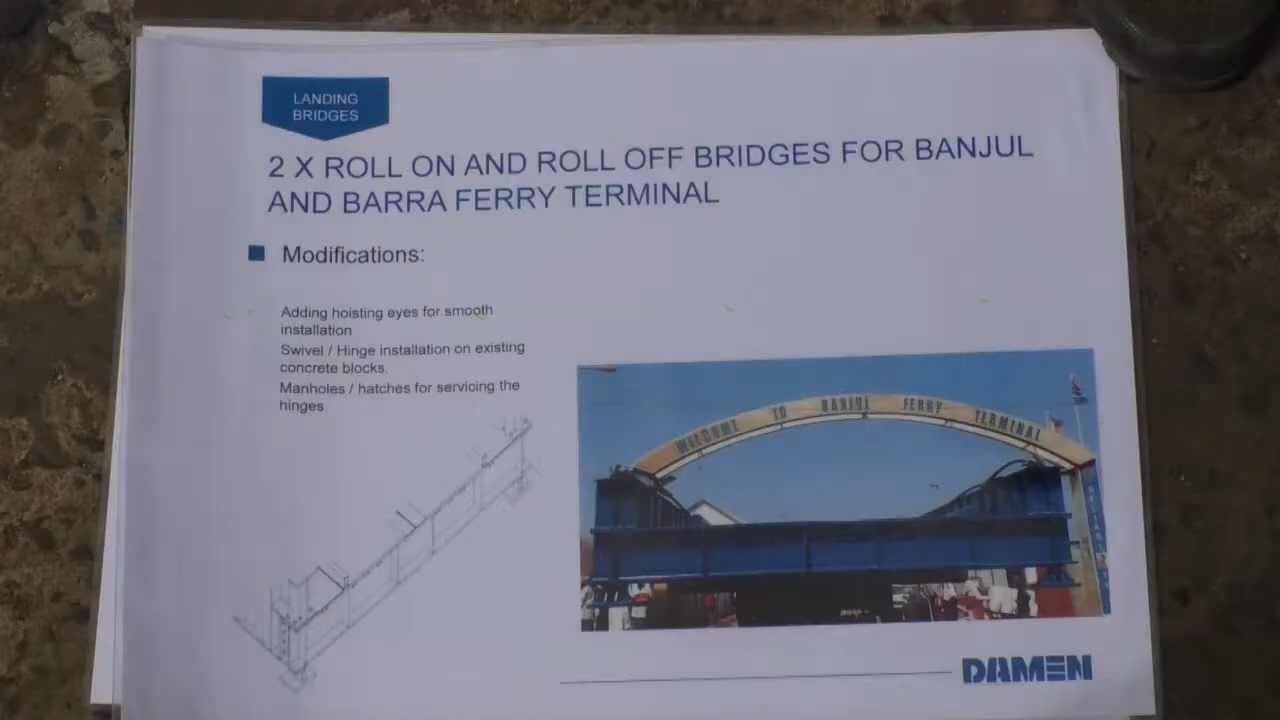 LANDING
BRIDGES
2 X ROLL ON AND ROLL OFF BRIDGES FOR BANJUL
AND BARRA FERRY TERMINAL
Modifications:
Adding hoisting eyes for smooth
installation
Swivel / Hinge installation on existing
concrete blocks.
Manholes / hatches for servicing the
hinges
WELCOME TO BANJUL FERRY TERMINAL
DAMEN